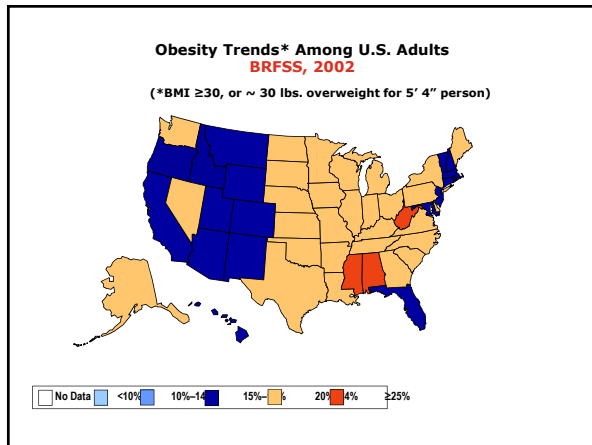 Obesity Trends* Among U.S. Adults
BRFSS, 2002
(*BMI ≥30, or ~ 30 lbs. overweight for 5’ 4” person)
No Data <10% 10%–14 15%– % 20 4% ≥25%